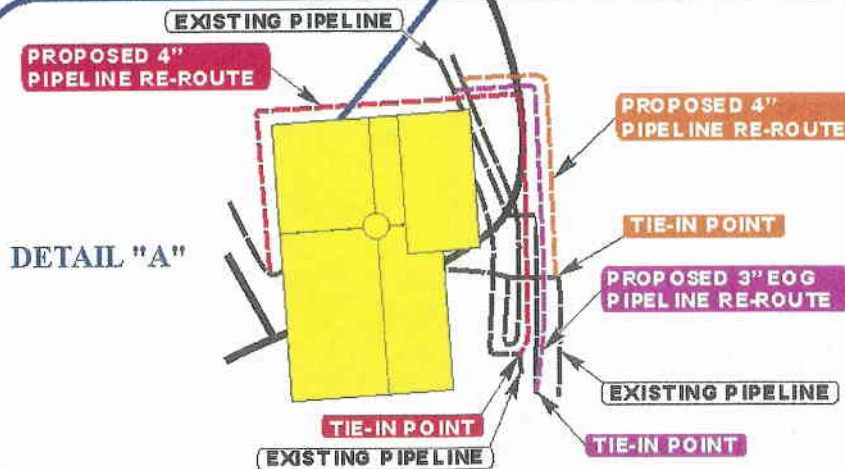 EXISTING PIPELINE
PROPOSED 4"
PIPELINE RE-ROUTE
PROPOSED 4"
PIPELINE RE-ROUTE
TIE-IN POINT
DETAIL "A"
PROPOSED 3" EOG
PIPELINE RE-ROUTE
EXISTING PIPELINE
TIE-IN POINT
TIE-IN POINT
EXISTING PIPELINE